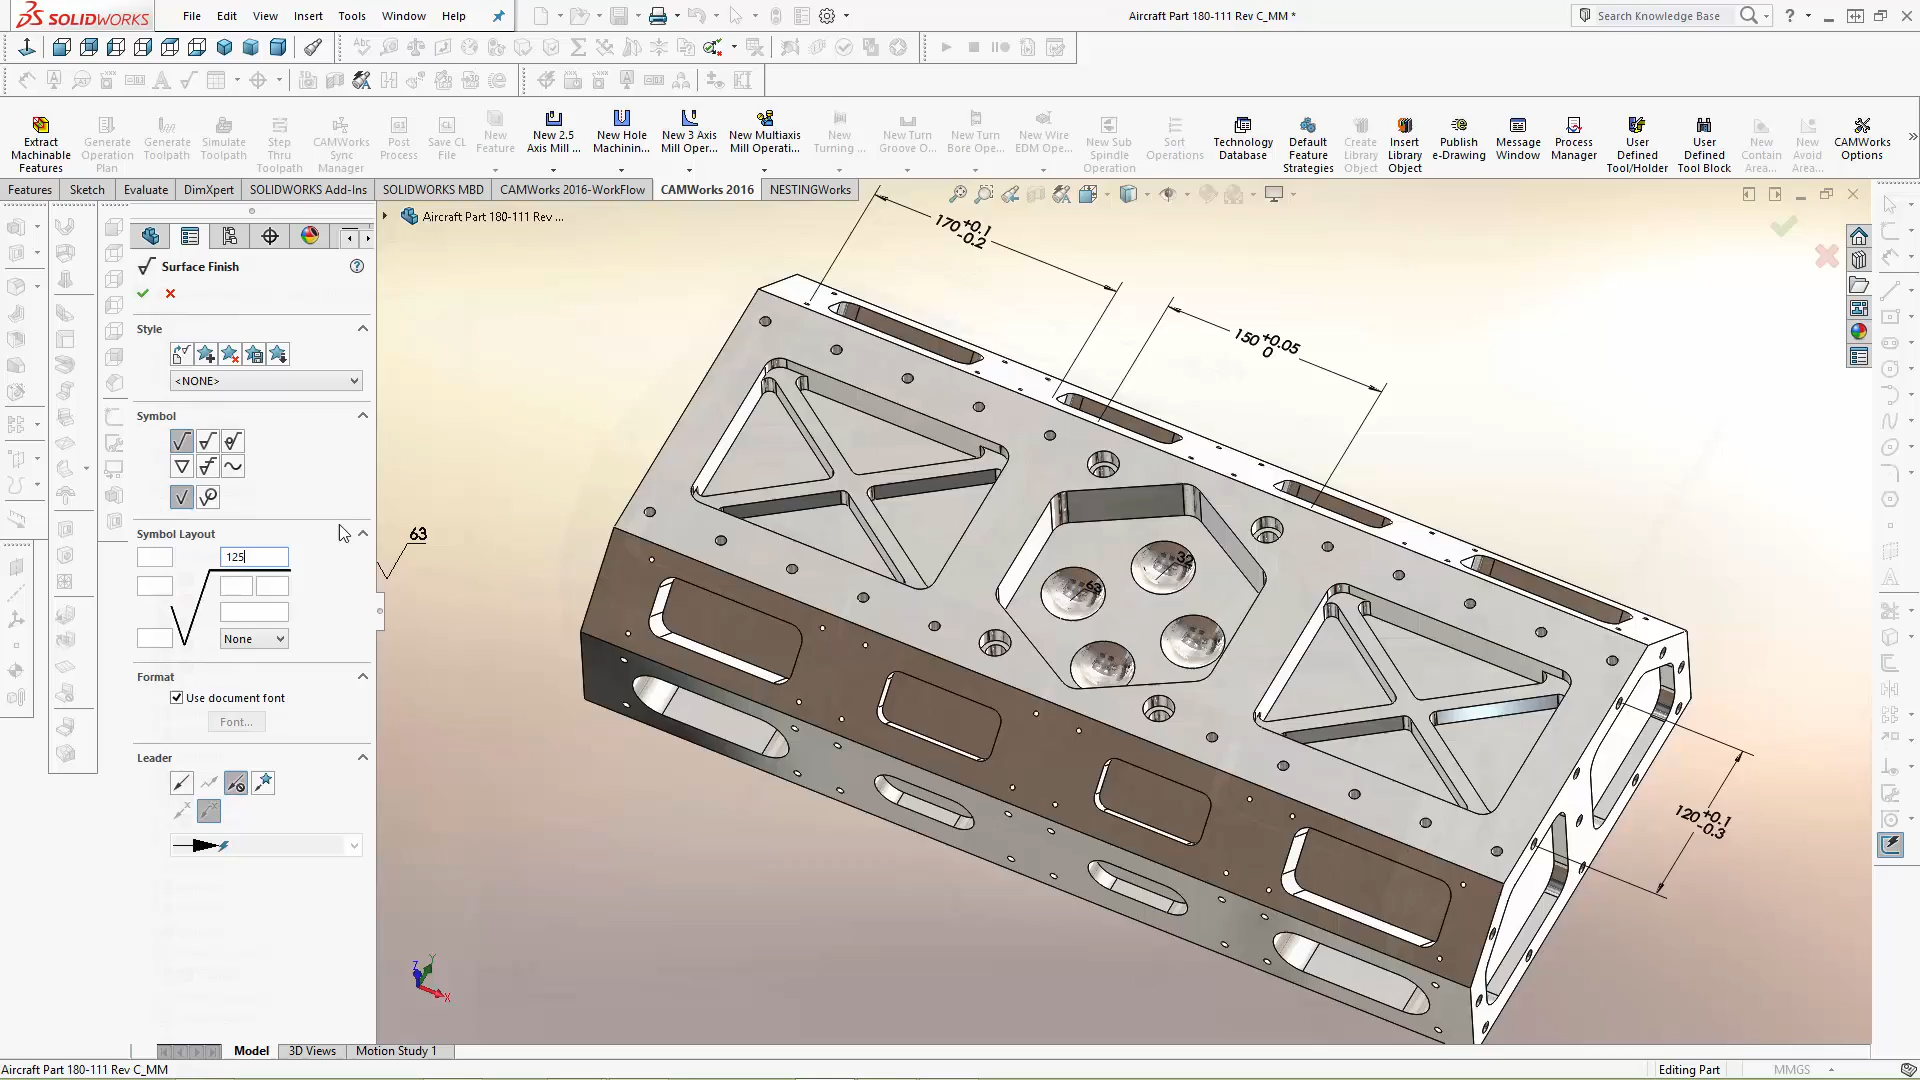 SOLIDWORKS
File Edit View Insert Tools Window Help
Aircraft Part 180-111 Rev C_MM *
Search Knowledge Base
Extract Machinable Features
Generate Operation Plan
Generate Toolpath
Simulate Toolpath
Step Thru Toolpath
CAMWorks Sync Manager
Post Process
Save CL File
New Feature
New 2.5 Axis Mill ...
New Hole Machinin...
New 3 Axis Mill Oper...
New Multiaxis Mill Operati...
New Turning ...
New Turn Groove O...
New Turn Bore Ope...
New Wire EDM Ope...
New Sub Spindle Operation
Sort Operations
Technology Database
Default Feature Strategies
Create Library Object
Insert Library Object
Publish e-Drawing
Message Window
Process Manager
User Defined Tool/Holder
User Defined Tool Block
New Contain Area...
New Avoid Area...
CAMWorks Options
Features Sketch Evaluate DimXpert SOLIDWORKS Add-Ins SOLIDWORKS MBD CAMWorks 2016-WorkFlow CAMWorks 2016 NESTINGWorks
Aircraft Part 180-111 Rev ...
Surface Finish
Style
<NONE>
Symbol
Symbol Layout
125
None
Format
Use document font
Font...
Leader
63
170 +0.1 -0.2
150 +0.05 0
32
63
120 +0.1 -0.3
Z Y X
Model 3D Views Motion Study 1
Aircraft Part 180-111 Rev C_MM
Editing Part
MMGS